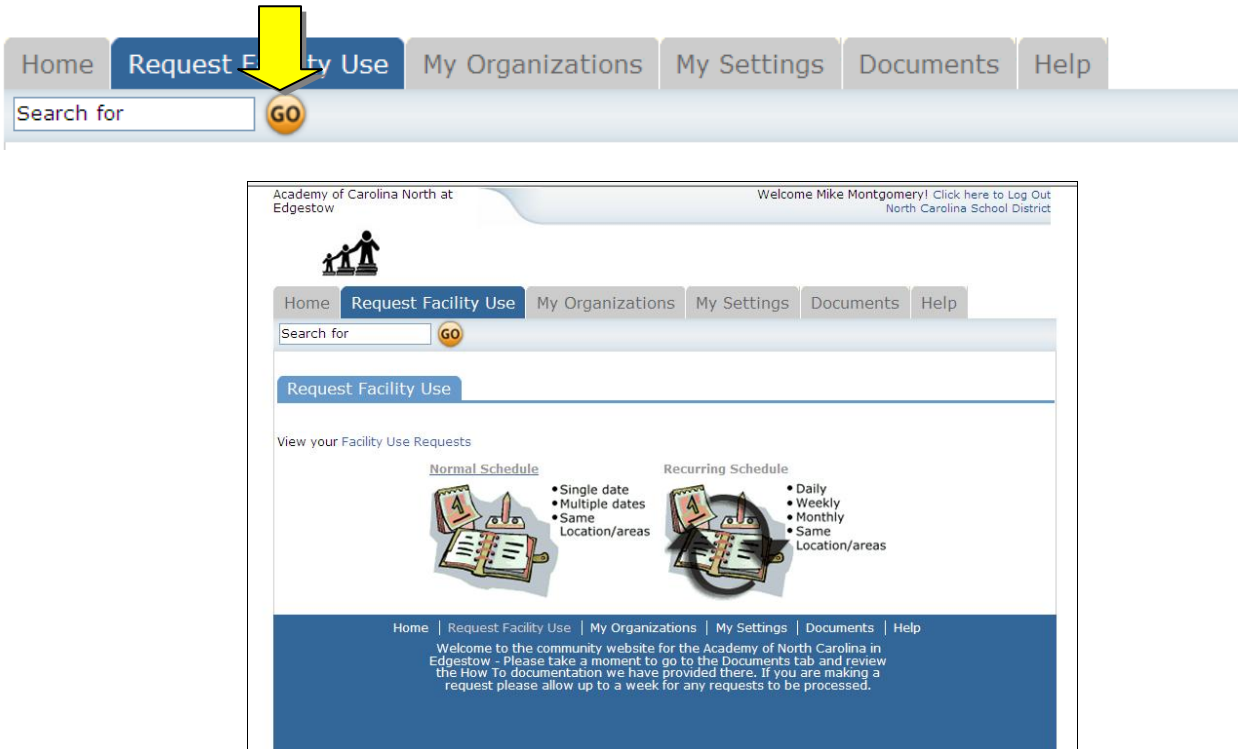 Home Request Facility Use My Organizations My Settings Documents Help
Search for GO
Academy of Carolina North at
Edgestow
Welcome Mike Montgomery! Click here to Log Out
North Carolina School District
Home Request Facility Use My Organizations My Settings Documents Help
Search for GO
Request Facility Use
View your Facility Use Requests
Normal Schedule
1
•Single date
•Multiple dates
•Same
Location/areas
Recurring Schedule
1
•Daily
•Weekly
•Monthly
•Same
Location/areas
Home | Request Facility Use | My Organizations | My Settings | Documents | Help
Welcome to the community website for the Academy of North Carolina in
Edgestow - Please take a moment to go to the Documents tab and review
the How To documentation we have provided there. If you are making a
request please allow up to a week for any requests to be processed.